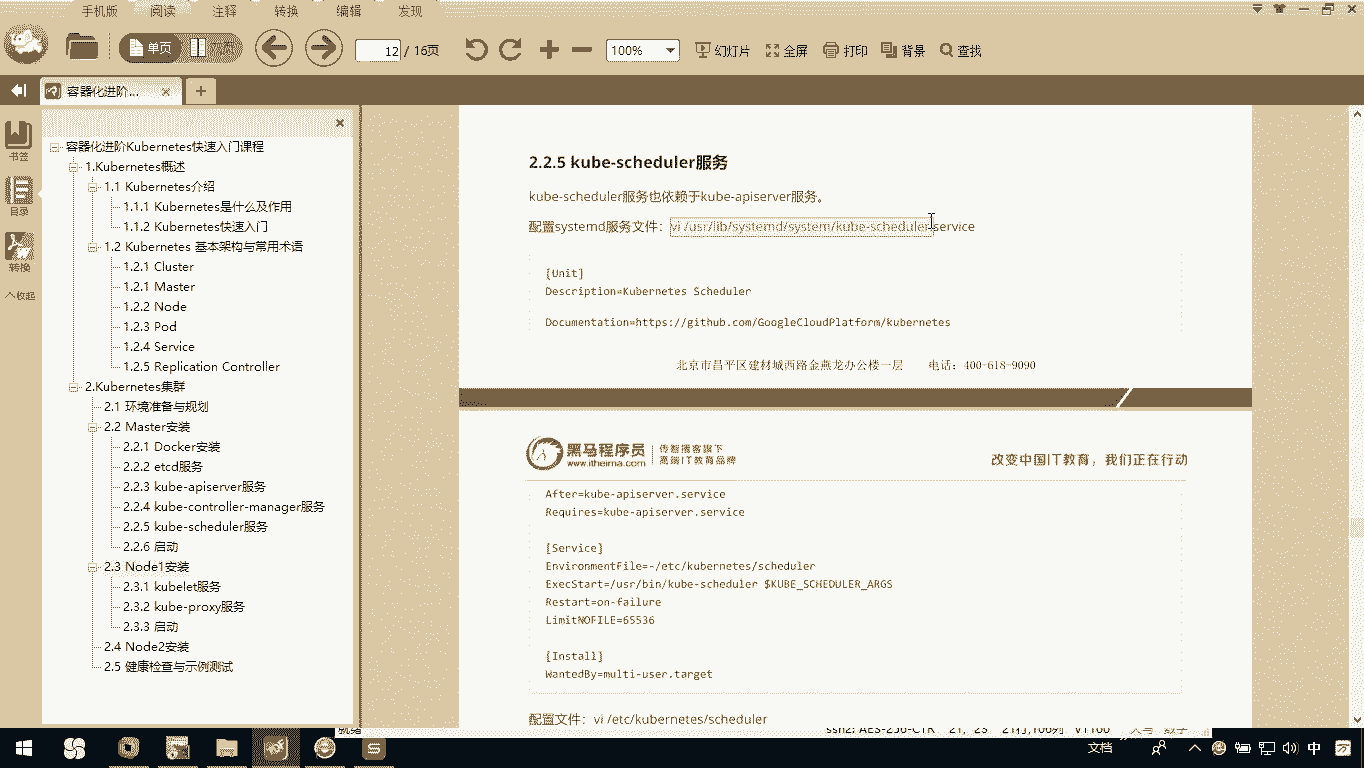 手机版 阅读 注释 转换 编辑 发现
单页
12 / 16页
100%
幻灯片 全屏 打印 背景 查找
容器化进阶...
书签
目录
转换
收起
容器化进阶Kubernetes快速入门课程
1.Kubernetes概述
1.1 Kubernetes介绍
1.1.1 Kubernetes是什么及作用
1.1.2 Kubernetes快速入门
1.2 Kubernetes 基本架构与常用术语
1.2.1 Cluster
1.2.1 Master
1.2.2 Node
1.2.3 Pod
1.2.4 Service
1.2.5 Replication Controller
2.Kubernetes集群
2.1 环境准备与规划
2.2 Master安装
2.2.1 Docker安装
2.2.2 etcd服务
2.2.3 kube-apiserver服务
2.2.4 kube-controller-manager服务
2.2.5 kube-scheduler服务
2.2.6 启动
2.3 Node1安装
2.3.1 kubelet服务
2.3.2 kube-proxy服务
2.3.3 启动
2.4 Node2安装
2.5 健康检查与示例测试
2.2.5 kube-scheduler服务
kube-scheduler服务也依赖于kube-apiserver服务。
配置systemd服务文件：vi /usr/lib/systemd/system/kube-scheduler.service
[Unit]
Description=Kubernetes Scheduler
Documentation=https://github.com/GoogleCloudPlatform/kubernetes
北京市昌平区建材城西路金燕龙办公楼一层 电话：400-618-9090
黑马程序员
www.itheima.com
传智播客旗下
高端IT教育品牌
改变中国IT教育，我们正在行动
After=kube-apiserver.service
Requires=kube-apiserver.service
[Service]
EnvironmentFile=-/etc/kubernetes/scheduler
ExecStart=/usr/bin/kube-scheduler $KUBE_SCHEDULER_ARGS
Restart=on-failure
LimitNOFILE=65536
[Install]
WantedBy=multi-user.target
配置文件：vi /etc/kubernetes/scheduler
文档
中